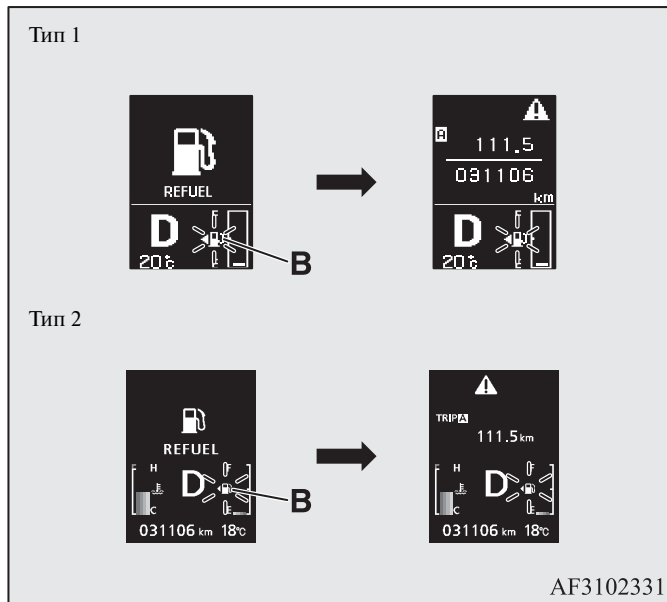 Тип 1
REFUEL
D
F
E
20°C
B
A
111.5
091106
km
D
F
E
20°C
Тип 2
REFUEL
F H
D
F
C
E
031106 km 18°C
B
TRIP A
111.5 km
F H
D
F
C
E
031106 km 18°C
AF3102331